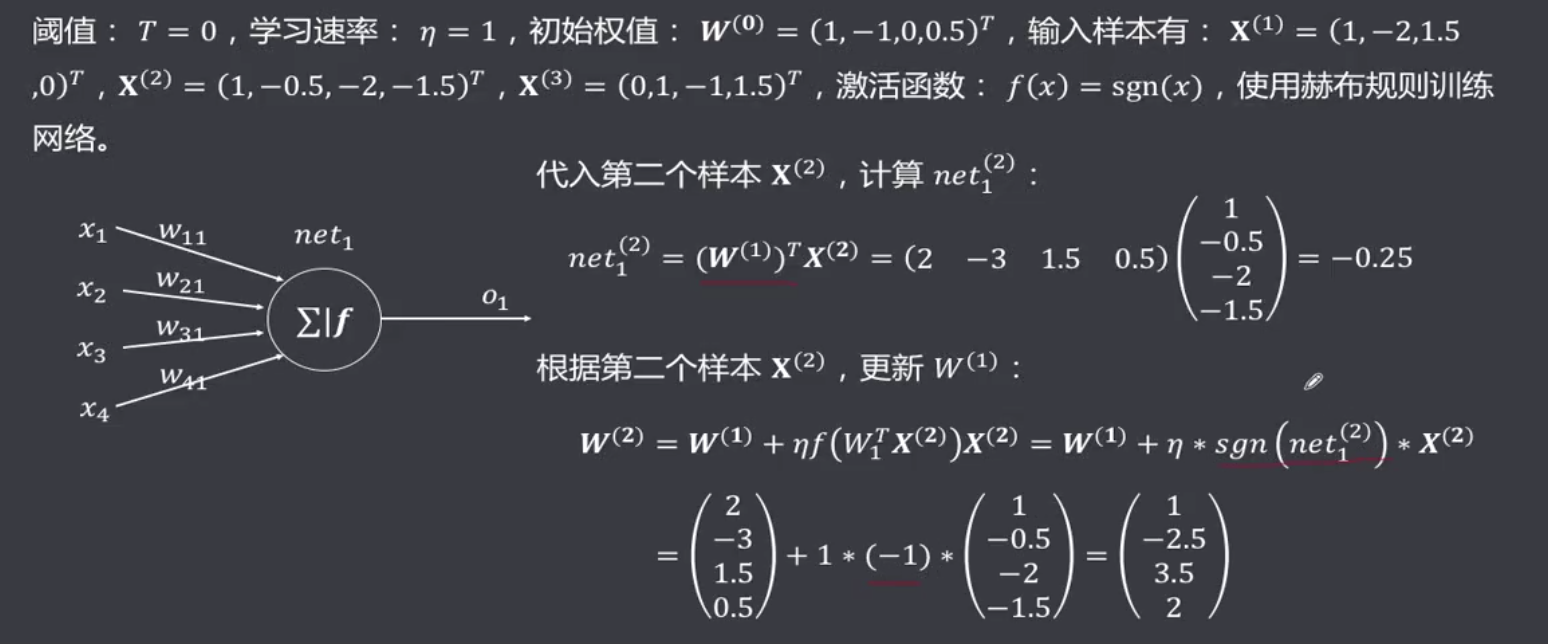 阈值： T = 0，学习速率： η = 1，初始权值： W^(0) = (1,−1,0,0.5)^T，输入样本有： X^(1) = (1,−2,1.5
,0)^T，X^(2) = (1,−0.5,−2,−1.5)^T，X^(3) = (0,1,−1,1.5)^T，激活函数： f(x) = sgn(x)，使用赫布规则训练
网络。
代入第二个样本 X^(2)，计算 net_1^(2)：
net_1^(2) = (W^(1))^T X^(2) = (2 −3 1.5 0.5) (1 −0.5 −2 −1.5) = −0.25
x_1 w_11 net_1
x_2 w_21
x_3 w_31
x_4 w_41
∑|f o_1
根据第二个样本 X^(2)，更新 W^(1)：
W^(2) = W^(1) + ηf(W_1^T X^(2))X^(2) = W^(1) + η * sgn(net_1^(2)) * X^(2)
= (2 −3 1.5 0.5) + 1 * (−1) * (1 −0.5 −2 −1.5) = (1 −2.5 3.5 2)